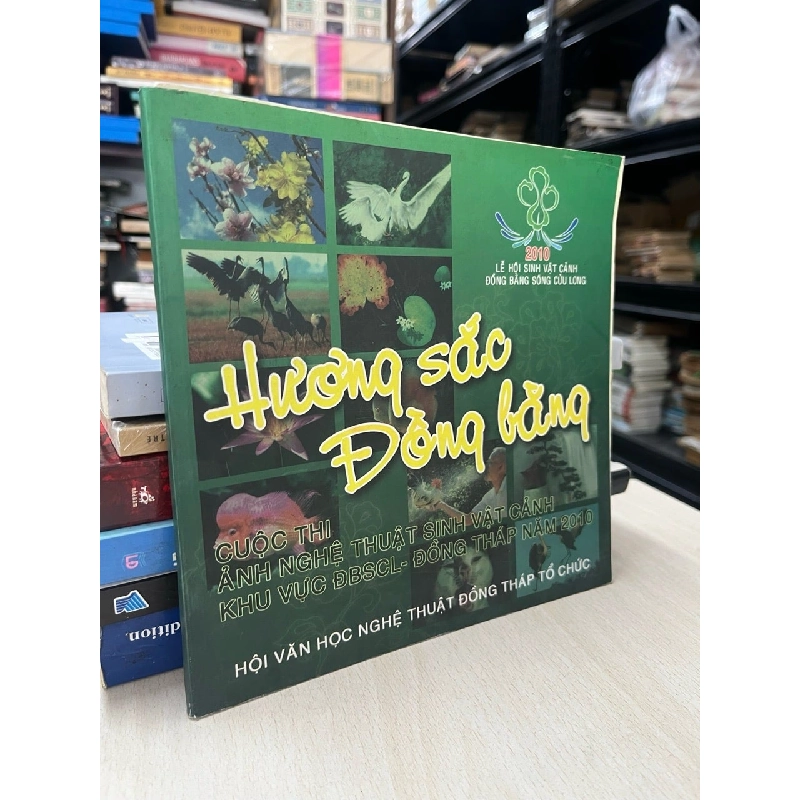 2010
LỄ HỘI SINH VẬT CẢNH
ĐỒNG BẰNG SÔNG CỬU LONG
Hương sắc
Đồng bằng
CUỘC THI
ẢNH NGHỆ THUẬT SINH VẬT CẢNH
KHU VỰC ĐBSCL- ĐỒNG THÁP NĂM 2010
HỘI VĂN HỌC NGHỆ THUẬT ĐỒNG THÁP TỔ CHỨC
dition.